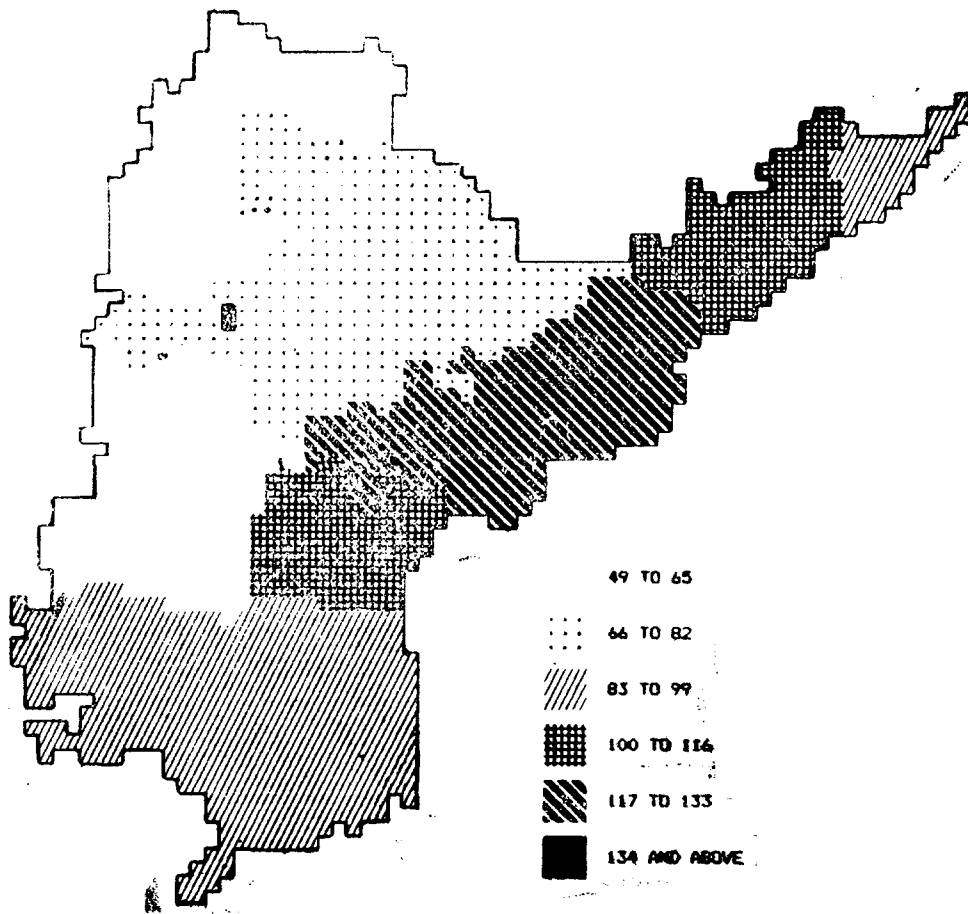 49 TO 65
66 TO 82
83 TO 99
100 TO 116
117 TO 133
134 AND ABOVE